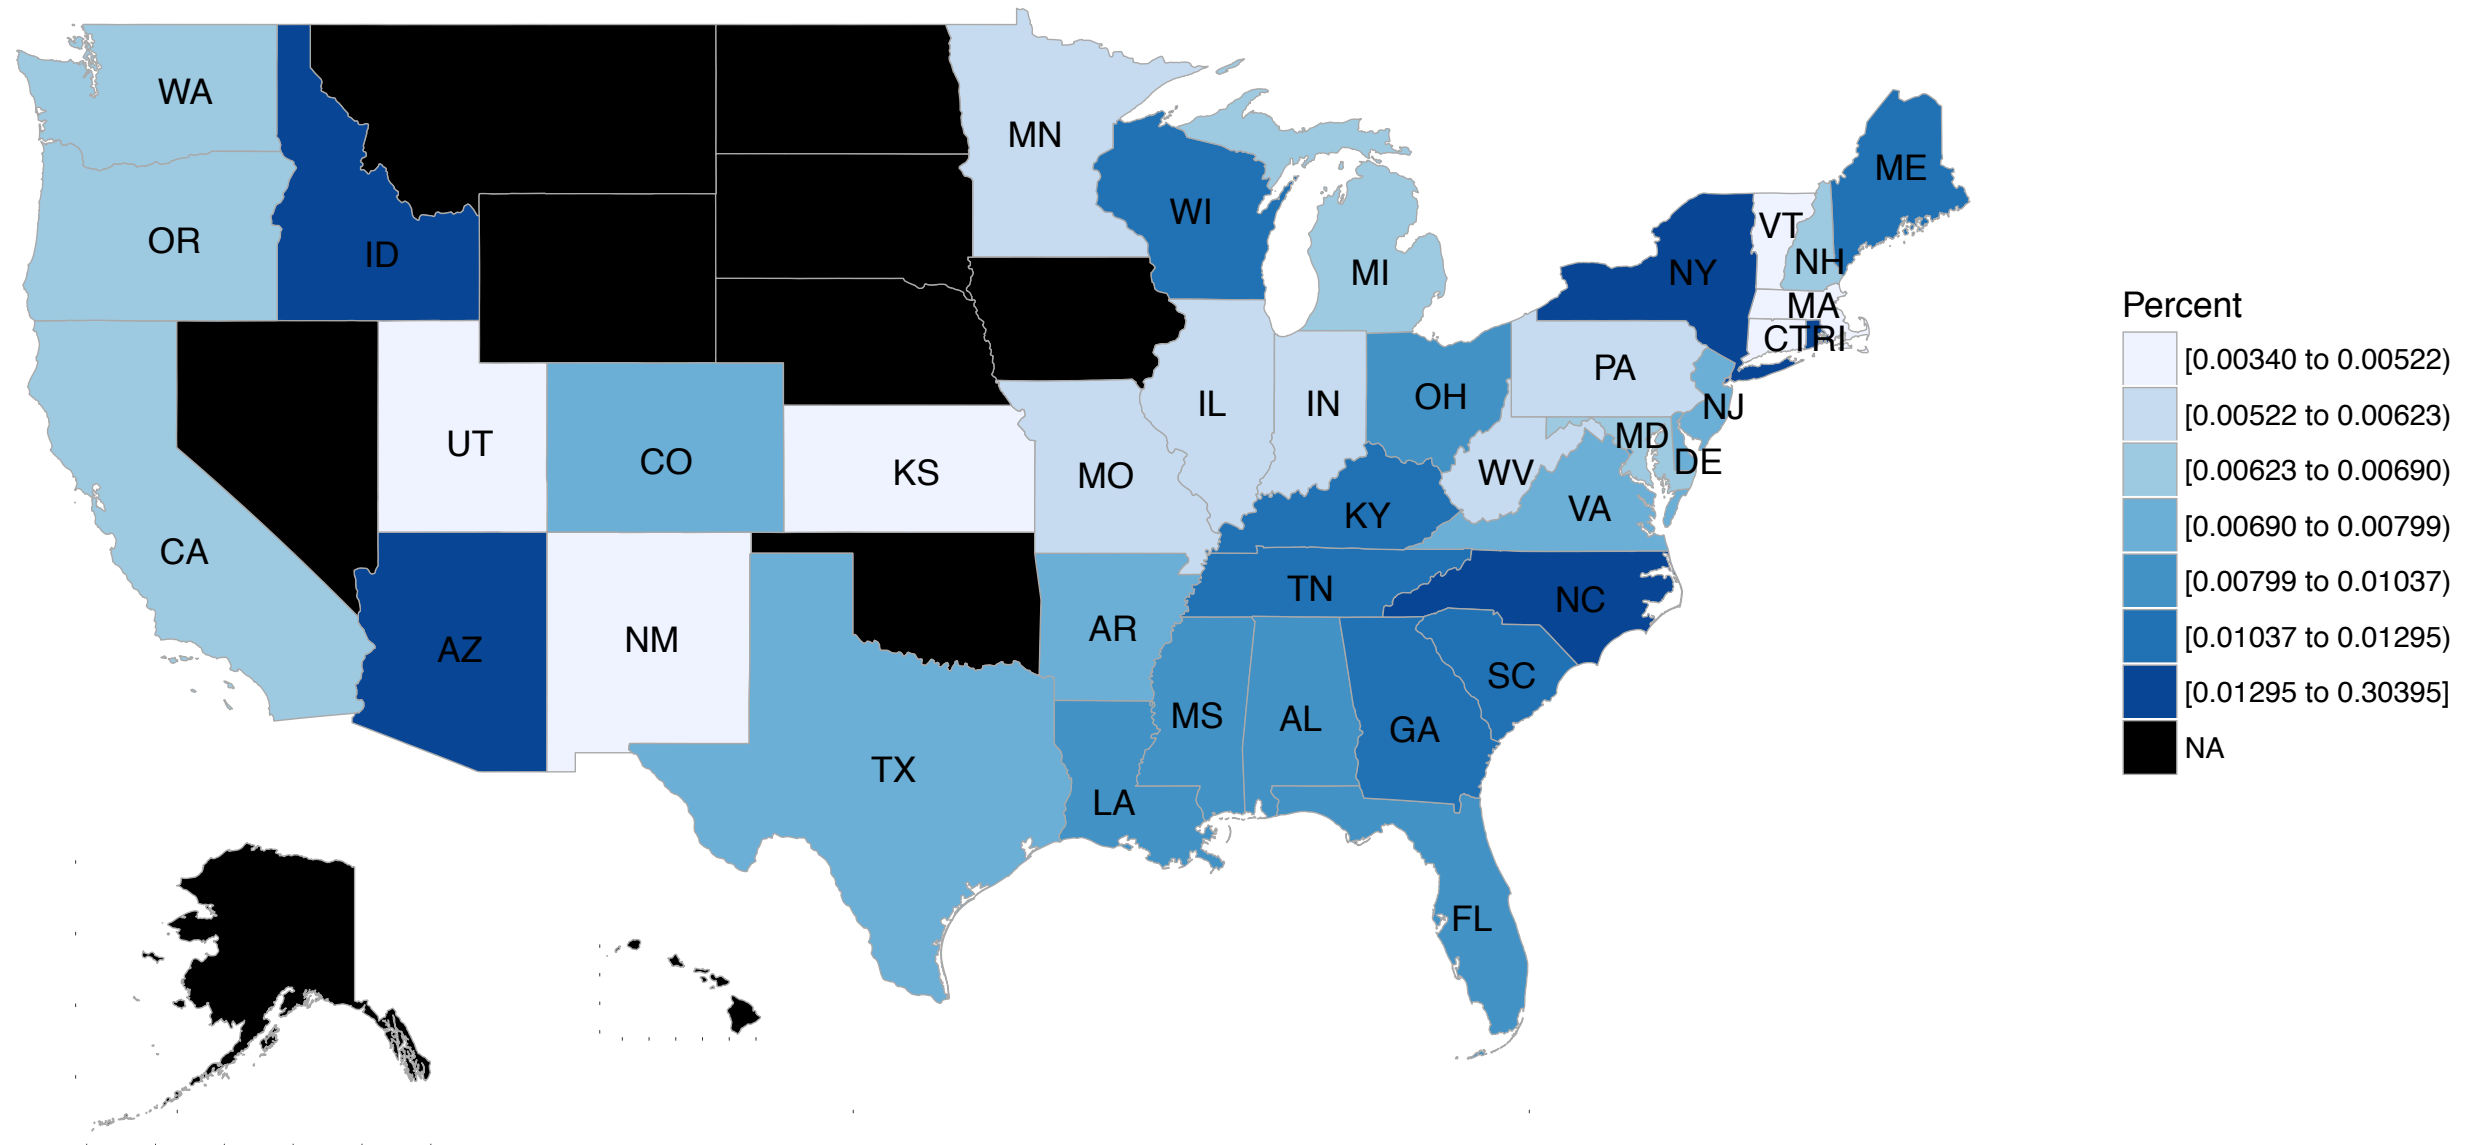 WA
MN
ME
OR
ID
WI
MI
NY
VT
NH
MA
CT
RI
PA
NJ
UT
CO
KS
MO
IL
IN
OH
WV
MD
DE
VA
KY
CA
AZ
NM
AR
TN
NC
SC
MS
AL
GA
TX
LA
FL
Percent
[0.00340 to 0.00522)
[0.00522 to 0.00623)
[0.00623 to 0.00690)
[0.00690 to 0.00799)
[0.00799 to 0.01037)
[0.01037 to 0.01295)
[0.01295 to 0.30395]
NA